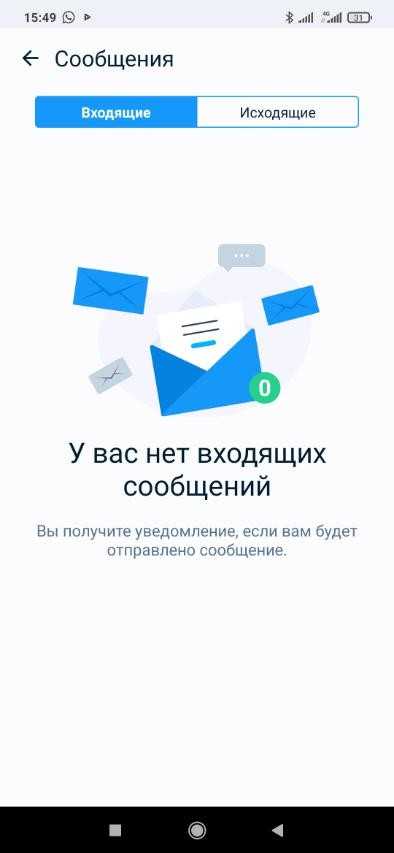 15:49 4G 31
Сообщения
Входящие Исходящие
0
У вас нет входящих
сообщений
Вы получите уведомление, если вам будет
отправлено сообщение.